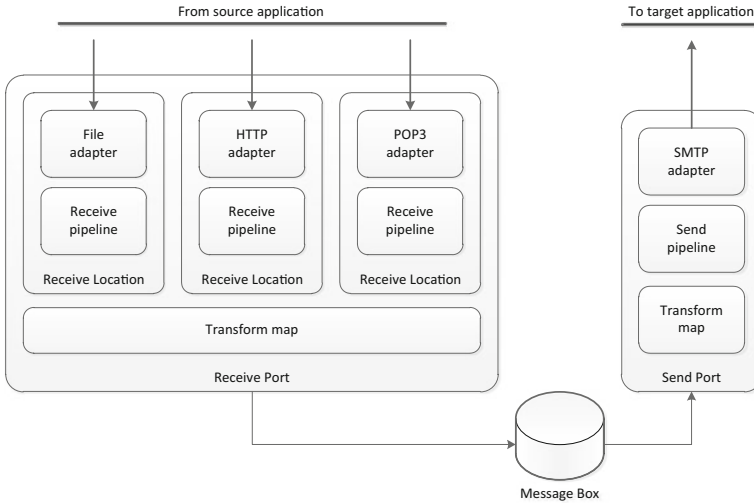 From source application
To target application
File
adapter
HTTP
adapter
POP3
adapter
SMTP
adapter
Receive
pipeline
Receive
pipeline
Receive
pipeline
Send
pipeline
Receive Location
Receive Location
Receive Location
Transform map
Transform
map
Receive Port
Send Port
Message Box